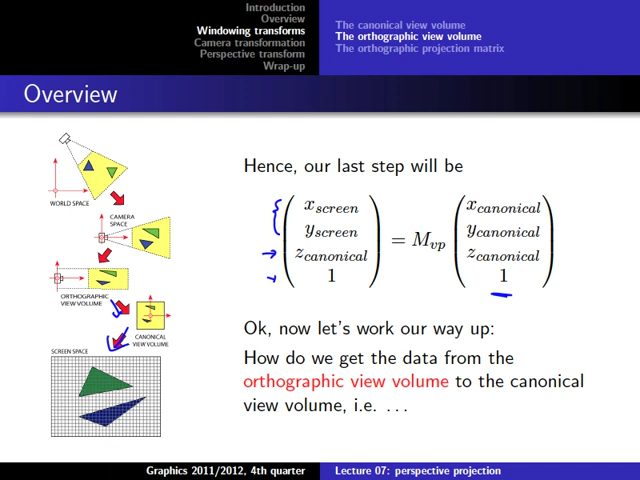 Introduction
Overview
Windowing transforms
Camera transformation
Perspective transform
Wrap-up
The canonical view volume
The orthographic view volume
The orthographic projection matrix
Overview
WORLD SPACE
CAMERA
SPACE
ORTHOGRAPHIC
VIEW VOLUME
CANONICAL
VIEW VOLUME
SCREEN SPACE
Hence, our last step will be
x_screen x_canonical
y_screen = M_vp y_canonical
z_canonical z_canonical
1 1
Ok, now let's work our way up:
How do we get the data from the
orthographic view volume to the canonical
view volume, i.e. . . .
Graphics 2011/2012, 4th quarter
Lecture 07: perspective projection